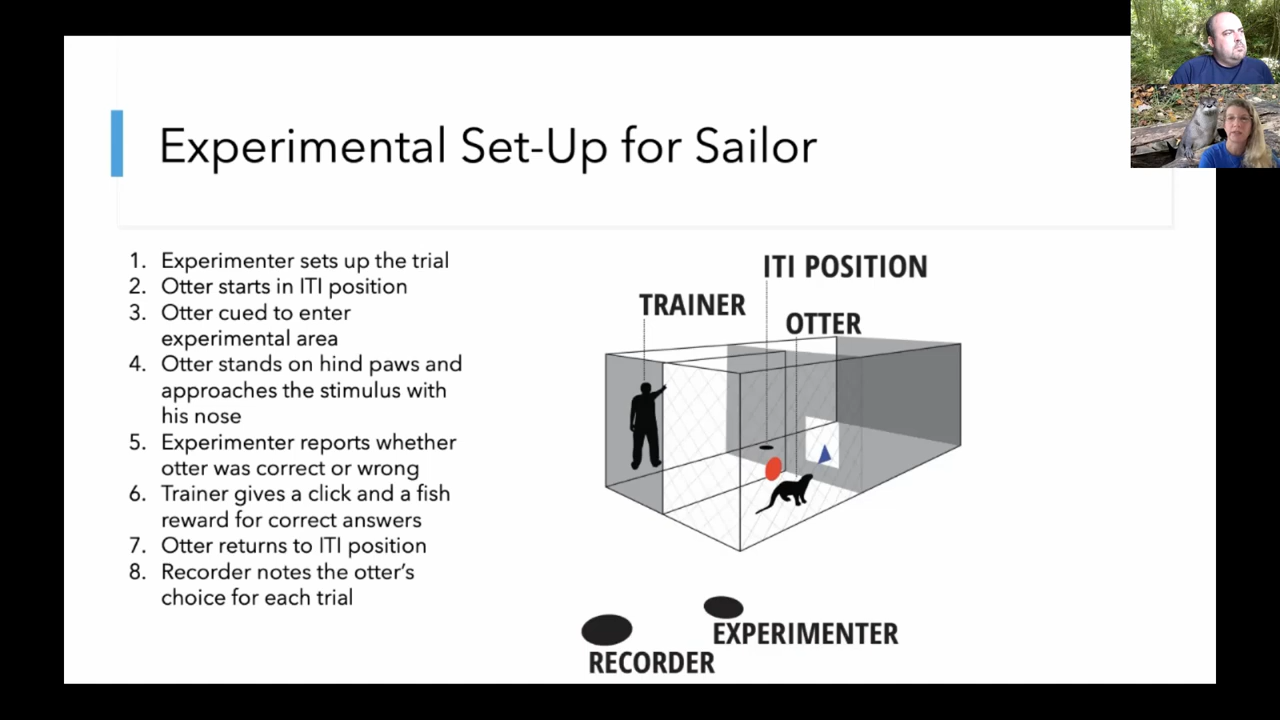 Experimental Set-Up for Sailor
1. Experimenter sets up the trial
2. Otter starts in ITI position
3. Otter cued to enter
experimental area
4. Otter stands on hind paws and
approaches the stimulus with
his nose
5. Experimenter reports whether
otter was correct or wrong
6. Trainer gives a click and a fish
reward for correct answers
7. Otter returns to ITI position
8. Recorder notes the otter’s
choice for each trial
ITI POSITION
TRAINER
OTTER
EXPERIMENTER
RECORDER